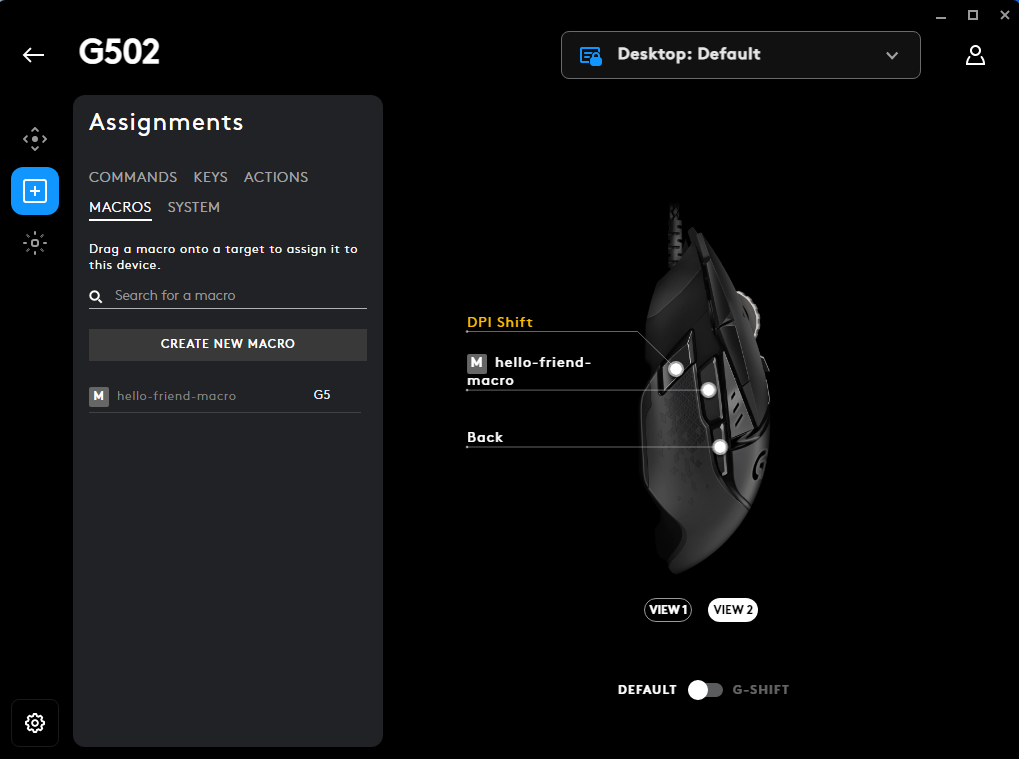 G502
Desktop: Default
Assignments
COMMANDS KEYS ACTIONS
MACROS SYSTEM
Drag a macro onto a target to assign it to
this device.
Search for a macro
CREATE NEW MACRO
M hello-friend-macro G5
DPI Shift
M hello-friend-
macro
Back
VIEW 1 VIEW 2
DEFAULT G-SHIFT